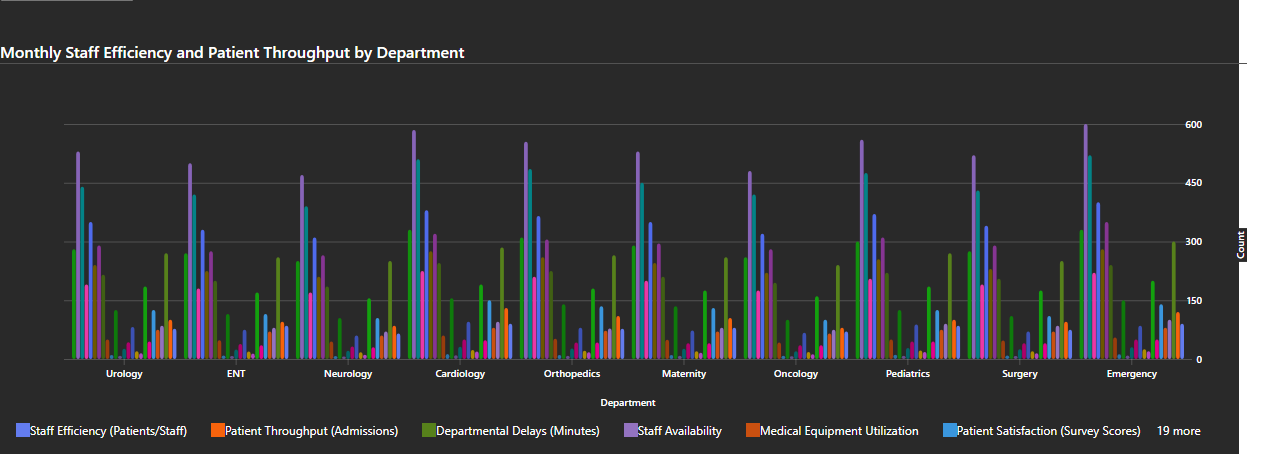 Monthly Staff Efficiency and Patient Throughput by Department
600
450
300
150
0
Count
Urology ENT Neurology Cardiology Orthopedics Maternity Oncology Pediatrics Surgery Emergency
Department
Staff Efficiency (Patients/Staff) Patient Throughput (Admissions) Departmental Delays (Minutes) Staff Availability Medical Equipment Utilization Patient Satisfaction (Survey Scores) 19 more